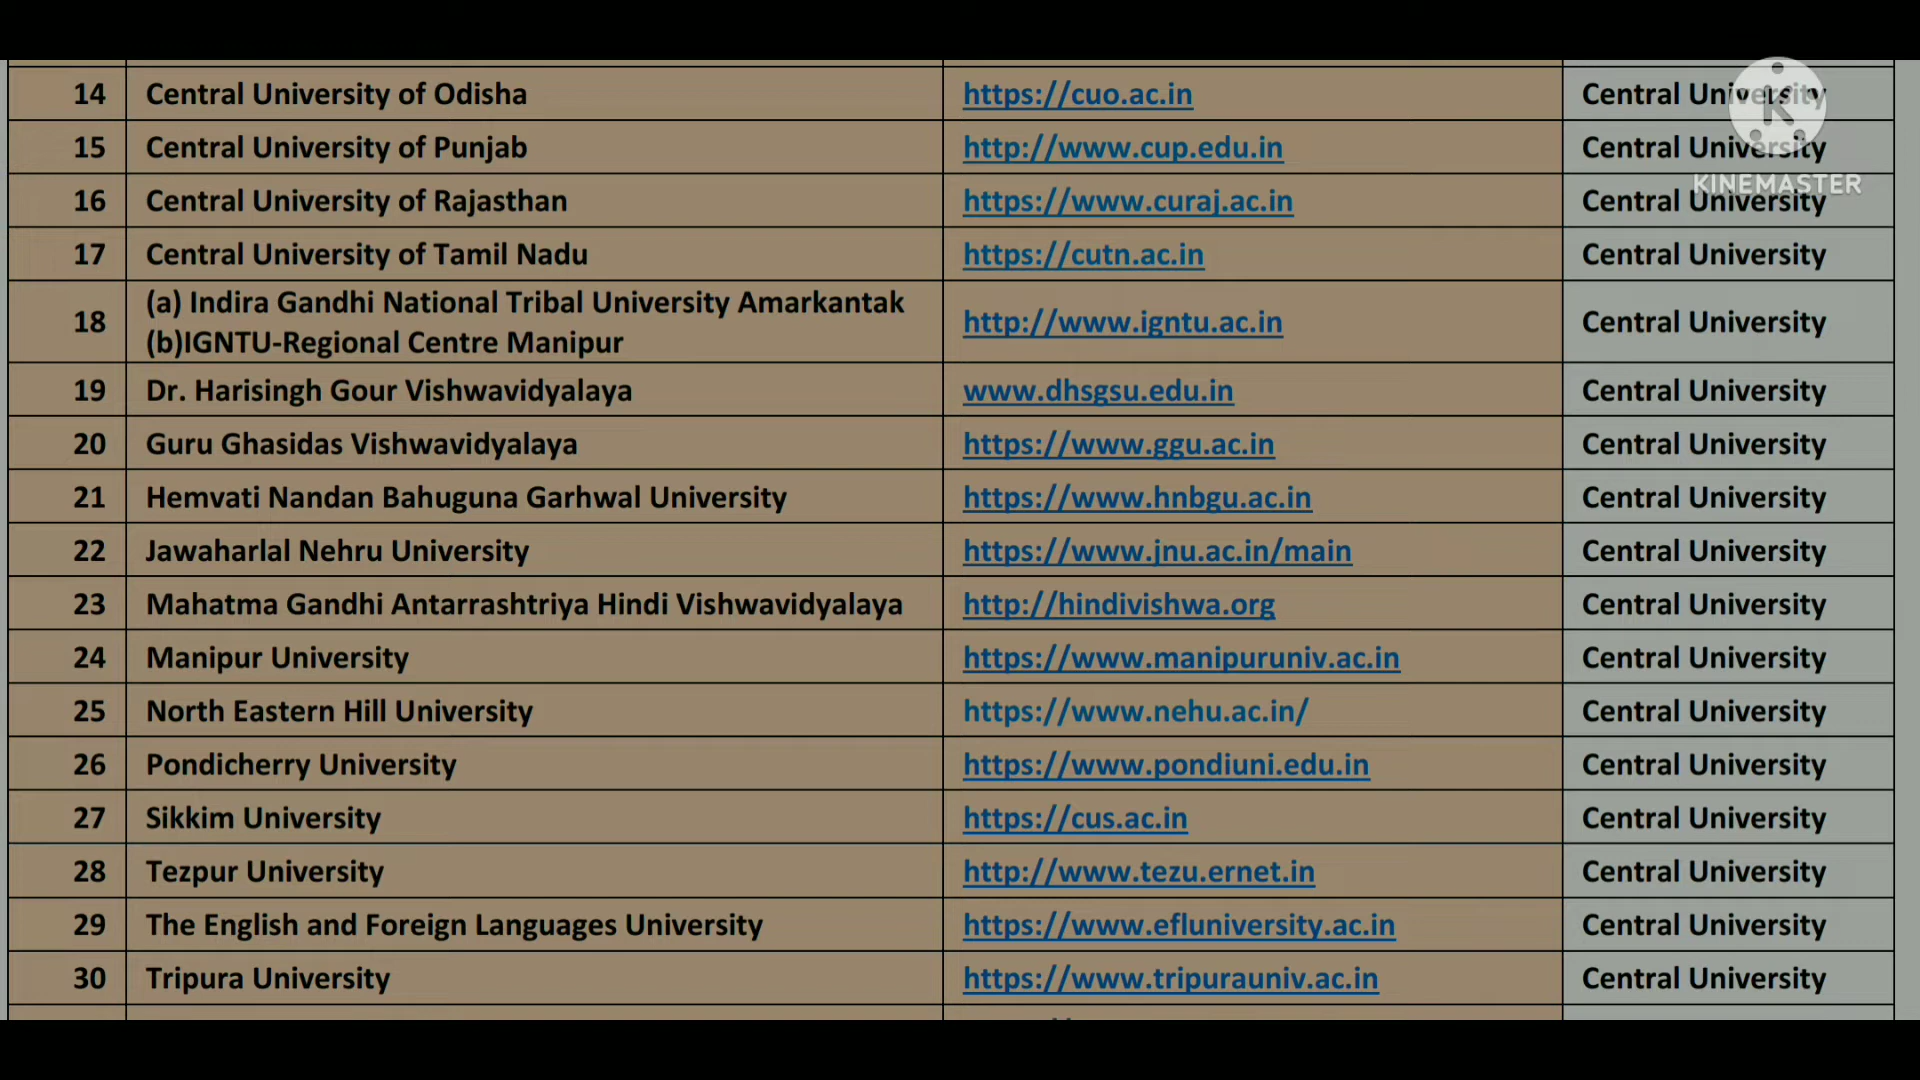 14 Central University of Odisha https://cuo.ac.in Central University
15 Central University of Punjab http://www.cup.edu.in Central University
16 Central University of Rajasthan https://www.curaj.ac.in Central University
17 Central University of Tamil Nadu https://cutn.ac.in Central University
18 (a) Indira Gandhi National Tribal University Amarkantak
(b)IGNTU-Regional Centre Manipur http://www.igntu.ac.in Central University
19 Dr. Harisingh Gour Vishwavidyalaya www.dhsgsu.edu.in Central University
20 Guru Ghasidas Vishwavidyalaya https://www.ggu.ac.in Central University
21 Hemvati Nandan Bahuguna Garhwal University https://www.hnbgu.ac.in Central University
22 Jawaharlal Nehru University https://www.jnu.ac.in/main Central University
23 Mahatma Gandhi Antarrashtriya Hindi Vishwavidyalaya http://hindivishwa.org Central University
24 Manipur University https://www.manipuruniv.ac.in Central University
25 North Eastern Hill University https://www.nehu.ac.in/ Central University
26 Pondicherry University https://www.pondiuni.edu.in Central University
27 Sikkim University https://cus.ac.in Central University
28 Tezpur University http://www.tezu.ernet.in Central University
29 The English and Foreign Languages University https://www.efluniversity.ac.in Central University
30 Tripura University https://www.tripurauniv.ac.in Central University
K
KINEMASTER